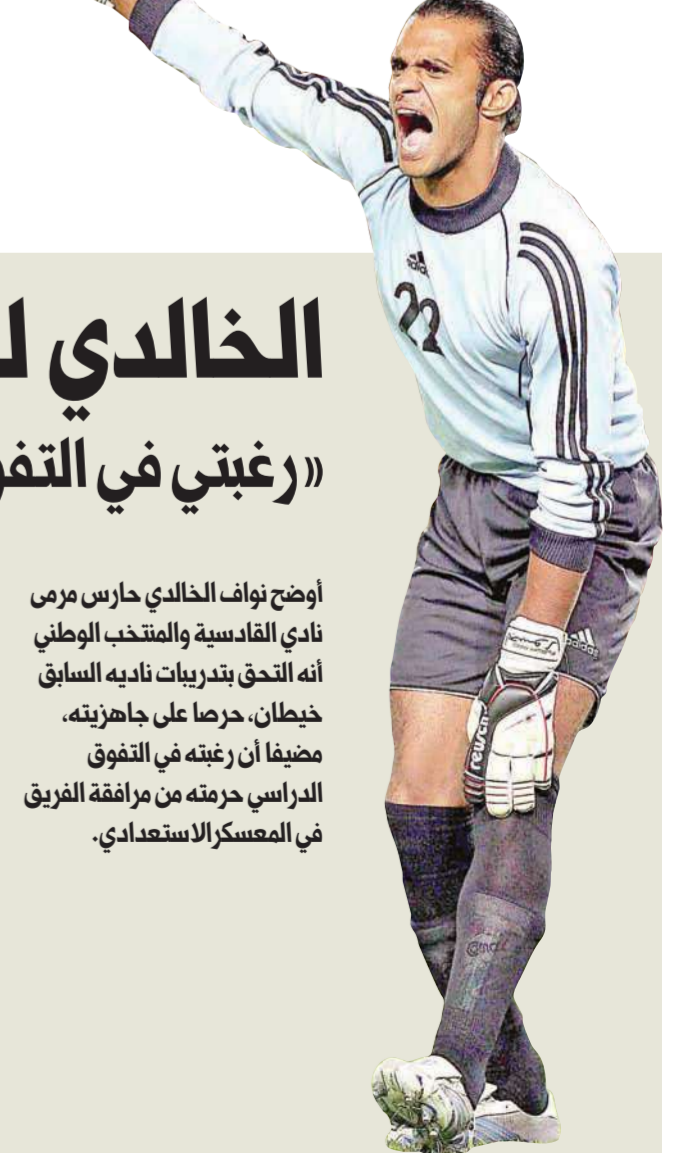 الخالدي
«رغبتي في
أوضح نواف الخالدي حارس مرمى
نادي القادسية والمنتخب الوطني
أنه التحق بتدريبات ناديه السابق
خيطان، حرصا على جاهزيته،
مضيفا أن رغبته في التفوق
الدراسي حرمته من مرافقة الفريق
في المعسكر الاستعدادي.
adidas
22
adidas
reusch